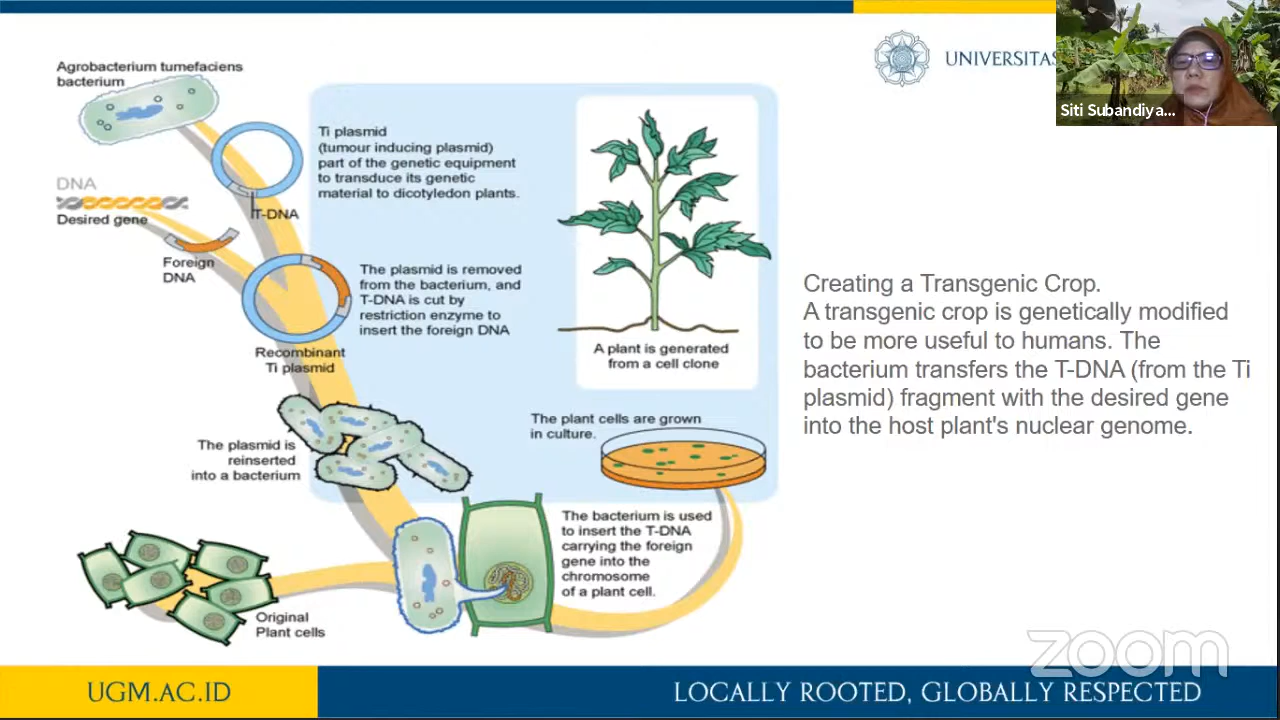 Agrobacterium tumefaciens
bacterium
UNIVERSITAS
Siti Subandiya...
Ti plasmid
(tumour inducing plasmid)
part of the genetic equipment
to transduce its genetic
material to dicotyledon plants.
DNA
Desired gene
T-DNA
Foreign
DNA
The plasmid is removed
from the bacterium, and
T-DNA is cut by
restriction enzyme to
insert the foreign DNA
Recombinant
Ti plasmid
A plant is generated
from a cell clone
Creating a Transgenic Crop.
A transgenic crop is genetically modified
to be more useful to humans. The
bacterium transfers the T-DNA (from the Ti
plasmid) fragment with the desired gene
into the host plant's nuclear genome.
The plasmid is
reinserted
into a bacterium
The plant cells are grown
in culture.
The bacterium is used
to insert the T-DNA
carrying the foreign
gene into the
chromosome
of a plant cell.
Original
Plant cells
zoom
UGM.AC.ID
LOCALLY ROOTED, GLOBALLY RESPECTED